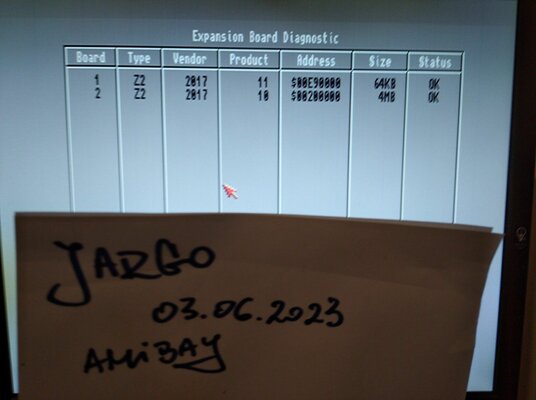 Expansion Board Diagnostic
Board Type Vendor Product Address Size Status
1 Z2 2017 11 $00E90000 64KB OK
2 Z2 2017 10 $00200000 4MB OK
JARGO
03.06.2023
AMiBAY